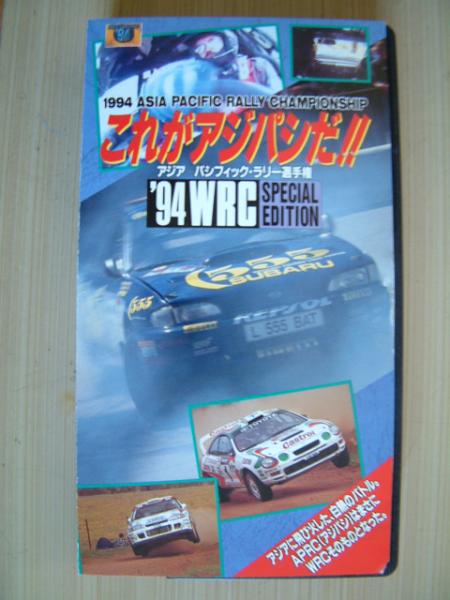 94
1994 ASIA PACIFIC RALLY CHAMPIONSHIP
これがアジパシだ!!
アジア パシフィック・ラリー選手権
'94 WRC SPECIAL EDITION
555
555
SUBARU
REPSOL
L 555 BAT
PIRELLI
TOYOTA
Castrol
アジアに飛び火した、白熱のバトル。
APRC(アジパシ)はまさに
WRCそのものとなった。